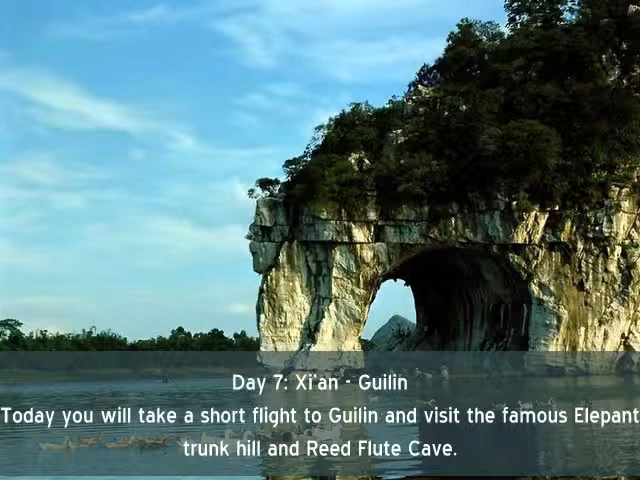 Day 7: Xi'an - Guilin
Today you will take a short flight to Guilin and visit the famous Elepant
trunk hill and Reed Flute Cave.